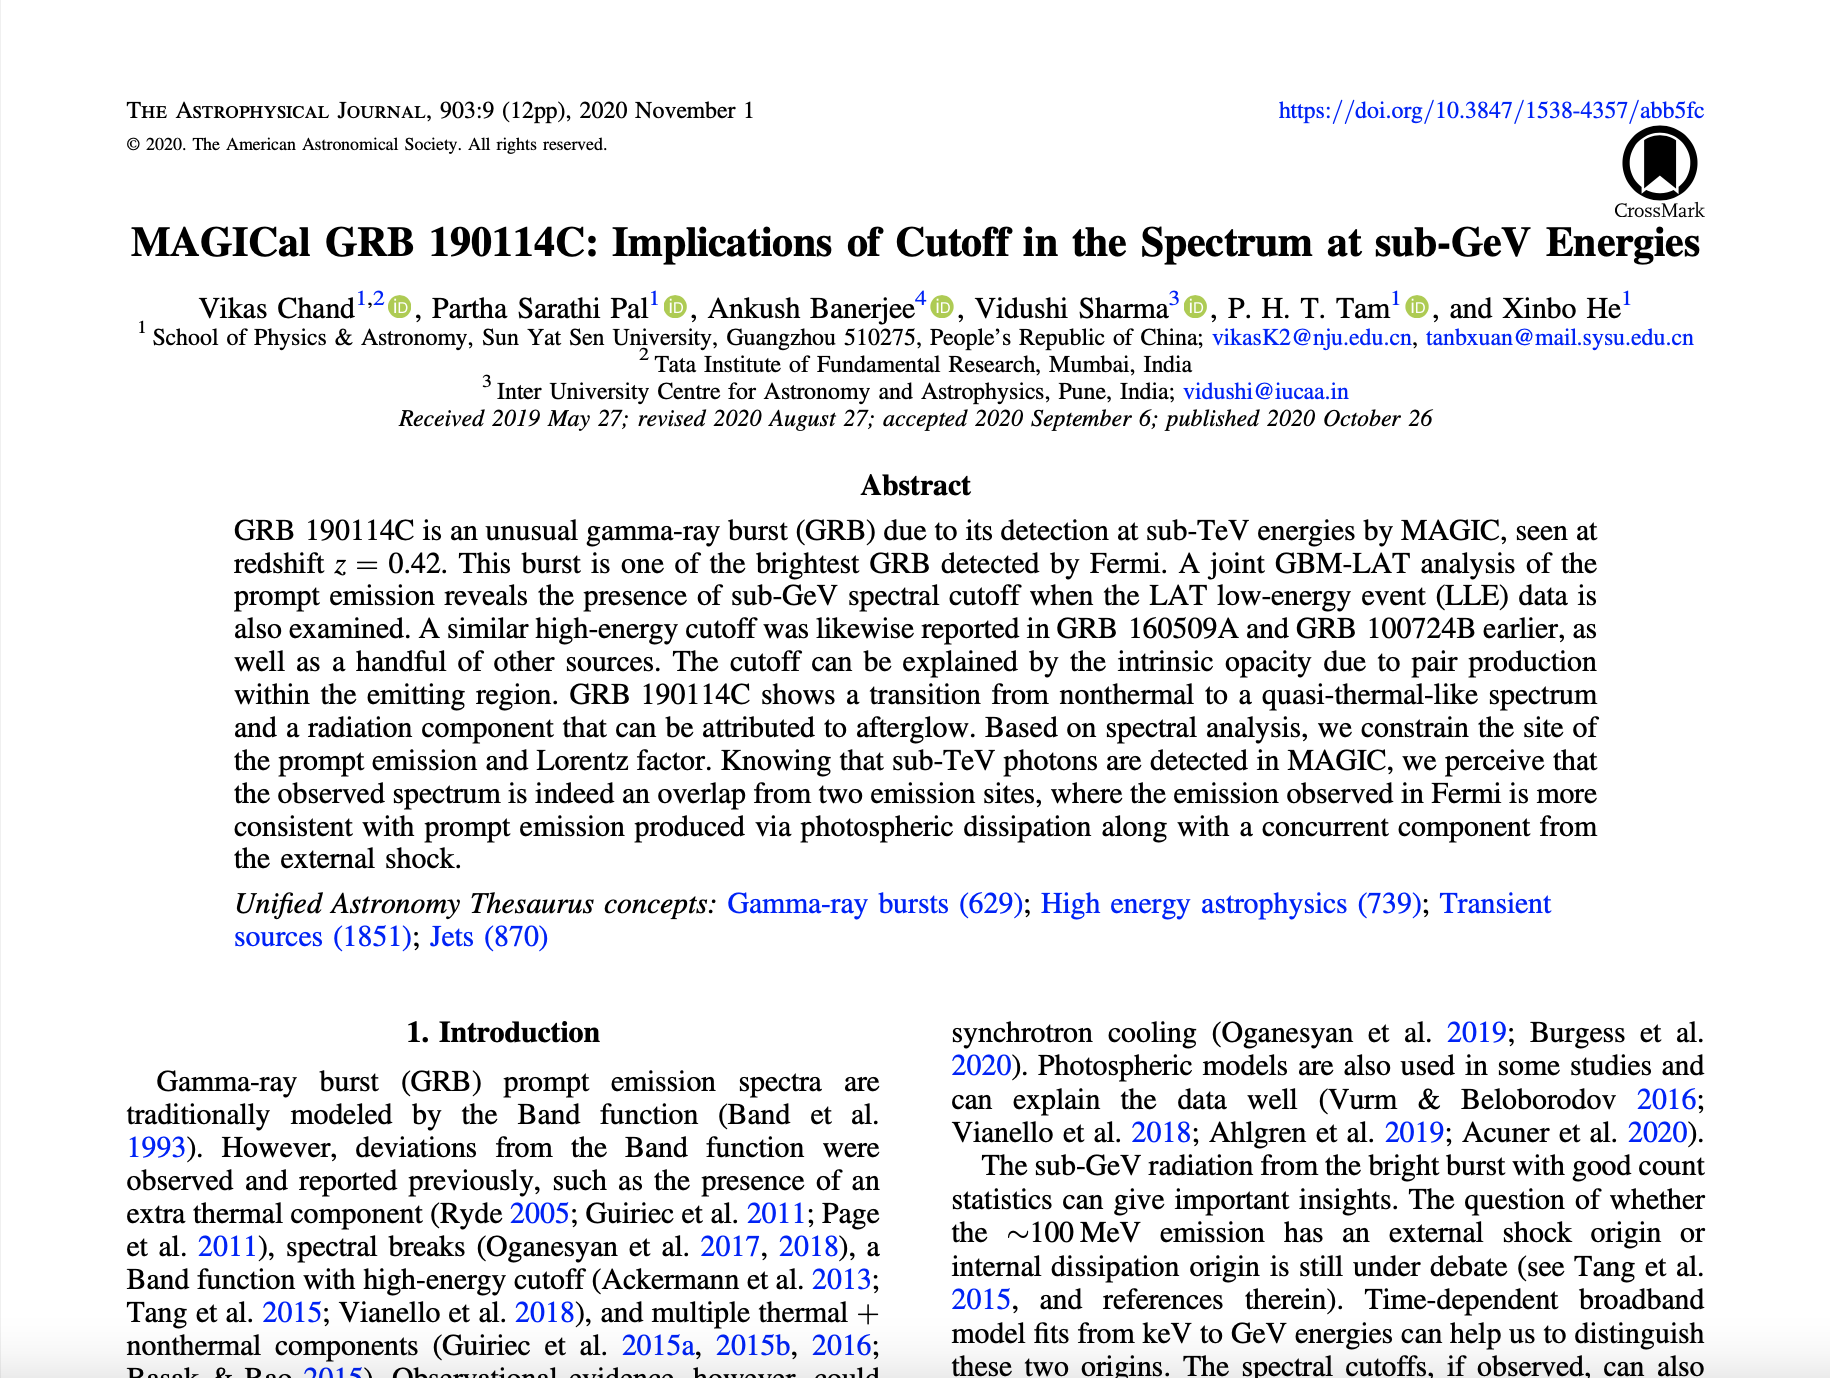 THE ASTROPHYSICAL JOURNAL, 903:9 (12pp), 2020 November 1
https://doi.org/10.3847/1538-4357/abb5fc
© 2020. The American Astronomical Society. All rights reserved.
CrossMark
MAGICal GRB 190114C: Implications of Cutoff in the Spectrum at sub-GeV Energies
Vikas Chand1,2 iD, Partha Sarathi Pal1 iD, Ankush Banerjee4 iD, Vidushi Sharma3 iD, P. H. T. Tam1 iD, and Xinbo He1
1 School of Physics & Astronomy, Sun Yat Sen University, Guangzhou 510275, People's Republic of China; vikasK2@nju.edu.cn, tanbxuan@mail.sysu.edu.cn
2 Tata Institute of Fundamental Research, Mumbai, India
3 Inter University Centre for Astronomy and Astrophysics, Pune, India; vidushi@iucaa.in
Received 2019 May 27; revised 2020 August 27; accepted 2020 September 6; published 2020 October 26
Abstract
GRB 190114C is an unusual gamma-ray burst (GRB) due to its detection at sub-TeV energies by MAGIC, seen at
redshift z = 0.42. This burst is one of the brightest GRB detected by Fermi. A joint GBM-LAT analysis of the
prompt emission reveals the presence of sub-GeV spectral cutoff when the LAT low-energy event (LLE) data is
also examined. A similar high-energy cutoff was likewise reported in GRB 160509A and GRB 100724B earlier, as
well as a handful of other sources. The cutoff can be explained by the intrinsic opacity due to pair production
within the emitting region. GRB 190114C shows a transition from nonthermal to a quasi-thermal-like spectrum
and a radiation component that can be attributed to afterglow. Based on spectral analysis, we constrain the site of
the prompt emission and Lorentz factor. Knowing that sub-TeV photons are detected in MAGIC, we perceive that
the observed spectrum is indeed an overlap from two emission sites, where the emission observed in Fermi is more
consistent with prompt emission produced via photospheric dissipation along with a concurrent component from
the external shock.
Unified Astronomy Thesaurus concepts: Gamma-ray bursts (629); High energy astrophysics (739); Transient
sources (1851); Jets (870)
1. Introduction
Gamma-ray burst (GRB) prompt emission spectra are
traditionally modeled by the Band function (Band et al.
1993). However, deviations from the Band function were
observed and reported previously, such as the presence of an
extra thermal component (Ryde 2005; Guiriec et al. 2011; Page
et al. 2011), spectral breaks (Oganesyan et al. 2017, 2018), a
Band function with high-energy cutoff (Ackermann et al. 2013;
Tang et al. 2015; Vianello et al. 2018), and multiple thermal +
nonthermal components (Guiriec et al. 2015a, 2015b, 2016;
Basak & Rao 2015). Observational evidence, however, could
synchrotron cooling (Oganesyan et al. 2019; Burgess et al.
2020). Photospheric models are also used in some studies and
can explain the data well (Vurm & Beloborodov 2016;
Vianello et al. 2018; Ahlgren et al. 2019; Acuner et al. 2020).
The sub-GeV radiation from the bright burst with good count
statistics can give important insights. The question of whether
the ~100 MeV emission has an external shock origin or
internal dissipation origin is still under debate (see Tang et al.
2015, and references therein). Time-dependent broadband
model fits from keV to GeV energies can help us to distinguish
these two origins. The spectral cutoffs, if observed, can also